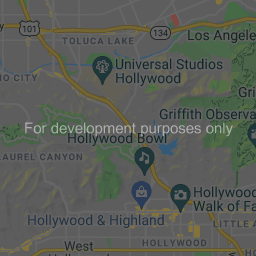 101
134
TOLUCA LAKE
Los Angele
Universal Studios
Hollywood
IO CITY
Gri
Griffith Observa
For development purposes only
Hollywood Bowl
LAUREL CANYON
Hollywood
Walk of Fa
Hollywood & Highland
LITTLE A
West
HOLLYWOOD